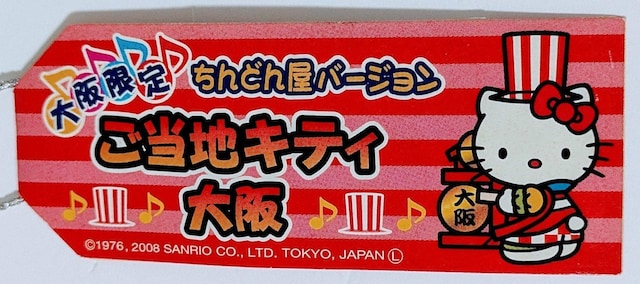 大阪限定
ちんどん屋バージョン
ご当地キティ
大阪
大阪
©1976, 2008 SANRIO CO., LTD. TOKYO, JAPAN Ⓛ